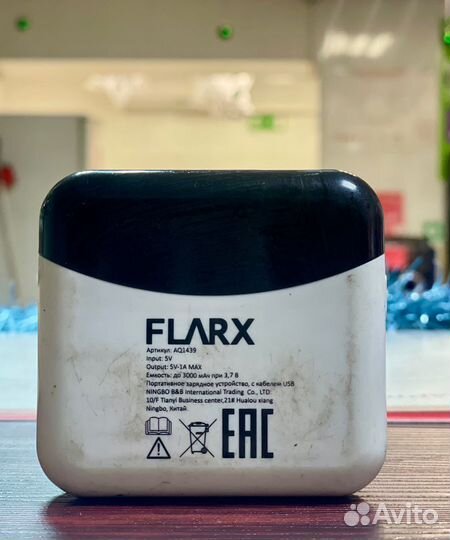 FLARX
Артикул: AQ1439
Input: 5V
Output: 5V-1A MAX
Емкость: до 3000 мАч при 3,7 В
Портативное зарядное устройство, с кабелем USB
NINGBO B&B International Trading Co., LTD
10/F Tianyi Business center,21# Hualou xiang
Ningbo, Китай.
EAC
Avito